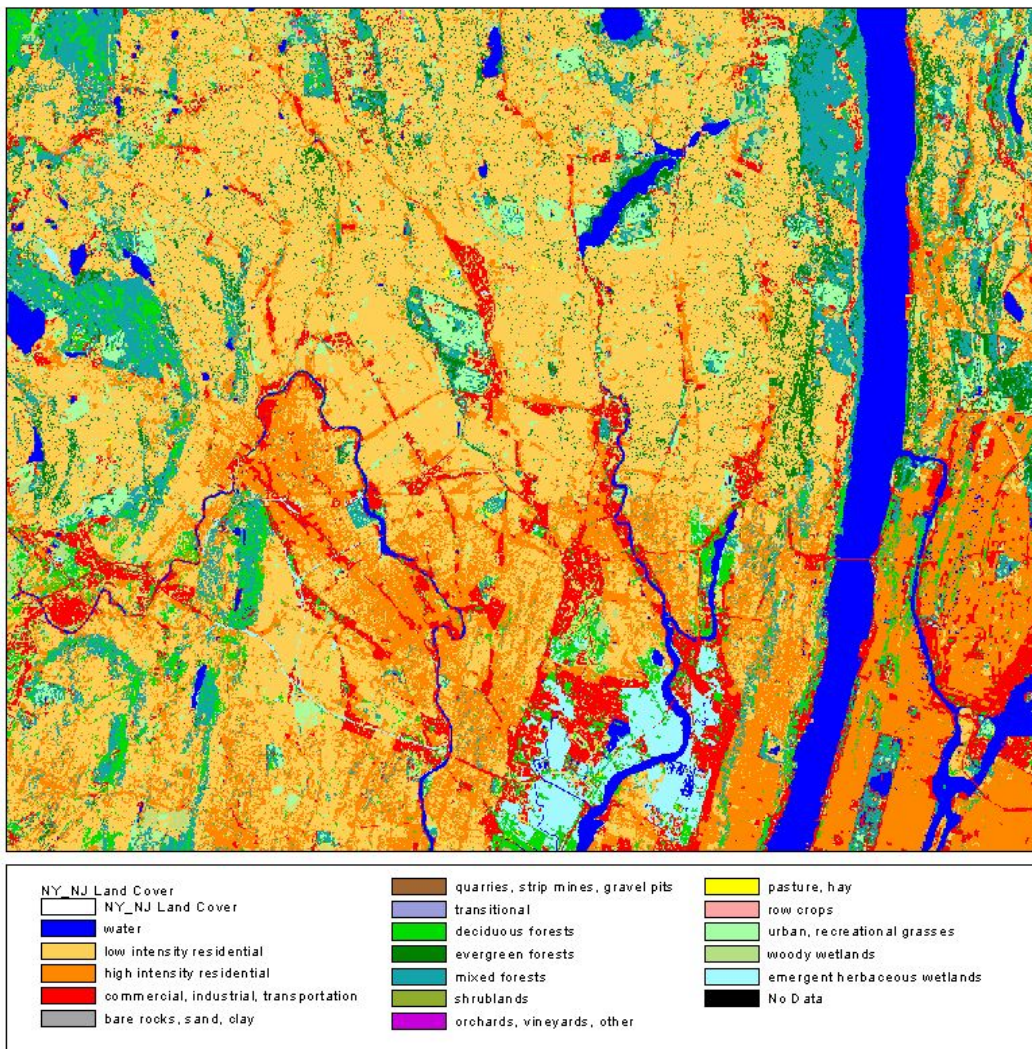 NY_NJ Land Cover
NY_NJ Land Cover
water
low intensity residential
high intensity residential
commercial, industrial, transportation
bare rocks, sand, clay
quarries, strip mines, gravel pits
transitional
deciduous forests
evergreen forests
mixed forests
shrublands
orchards, vineyards, other
pasture, hay
row crops
urban, recreational grasses
woody wetlands
emergent herbaceous wetlands
No Data